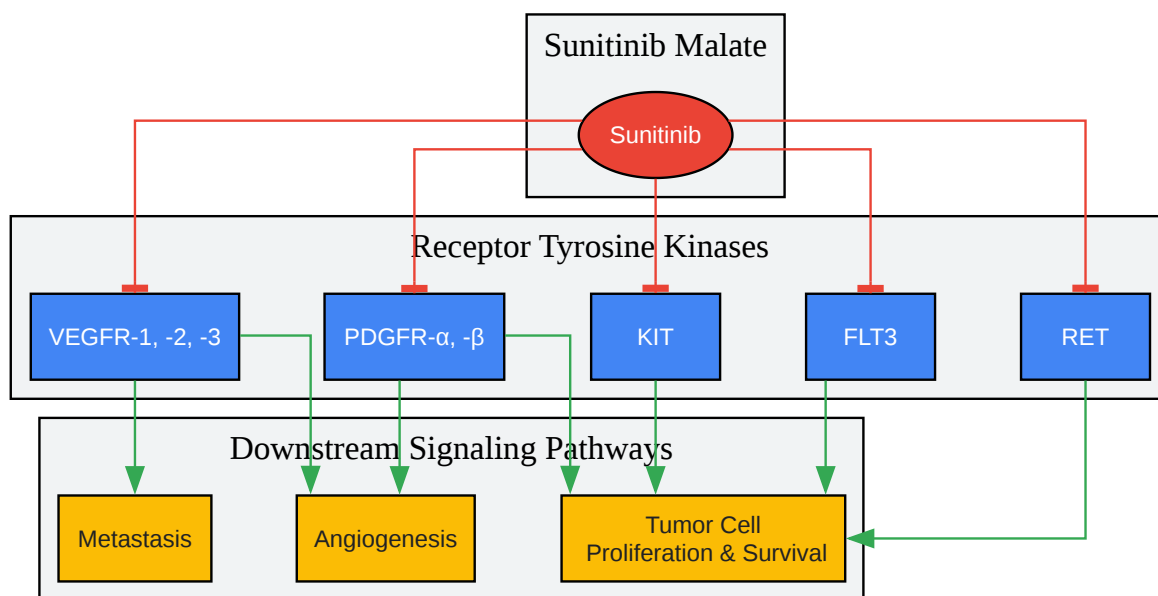 Sunitinib Malate
Sunitinib
Receptor Tyrosine Kinases
VEGFR-1, -2, -3
PDGFR-α, -β
KIT
FLT3
RET
Downstream Signaling Pathways
Metastasis
Angiogenesis
Tumor Cell
Proliferation & Survival